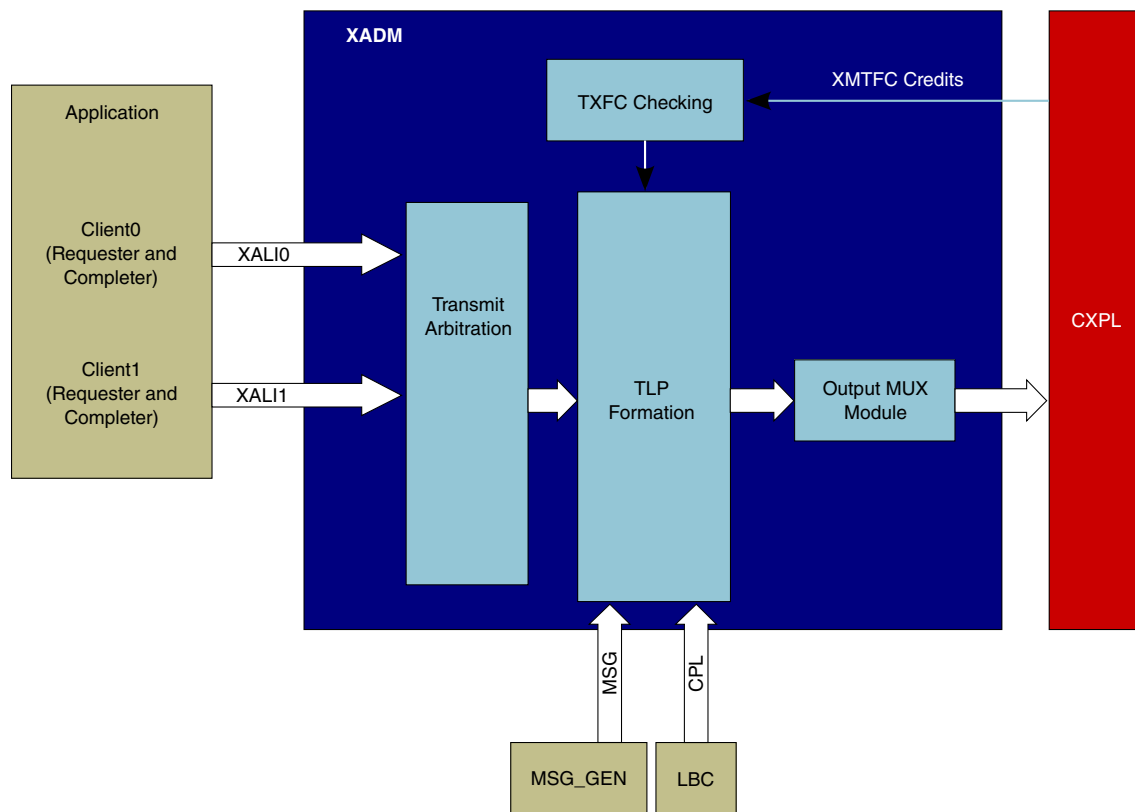 XADM
XMTFC Credits
TXFC Checking
Application
Client0
(Requester and
Completer)
XALI0
Transmit
Arbitration
CXPL
Client1
(Requester and
Completer)
XALI1
TLP
Formation
Output MUX
Module
MSG
CPL
MSG_GEN
LBC